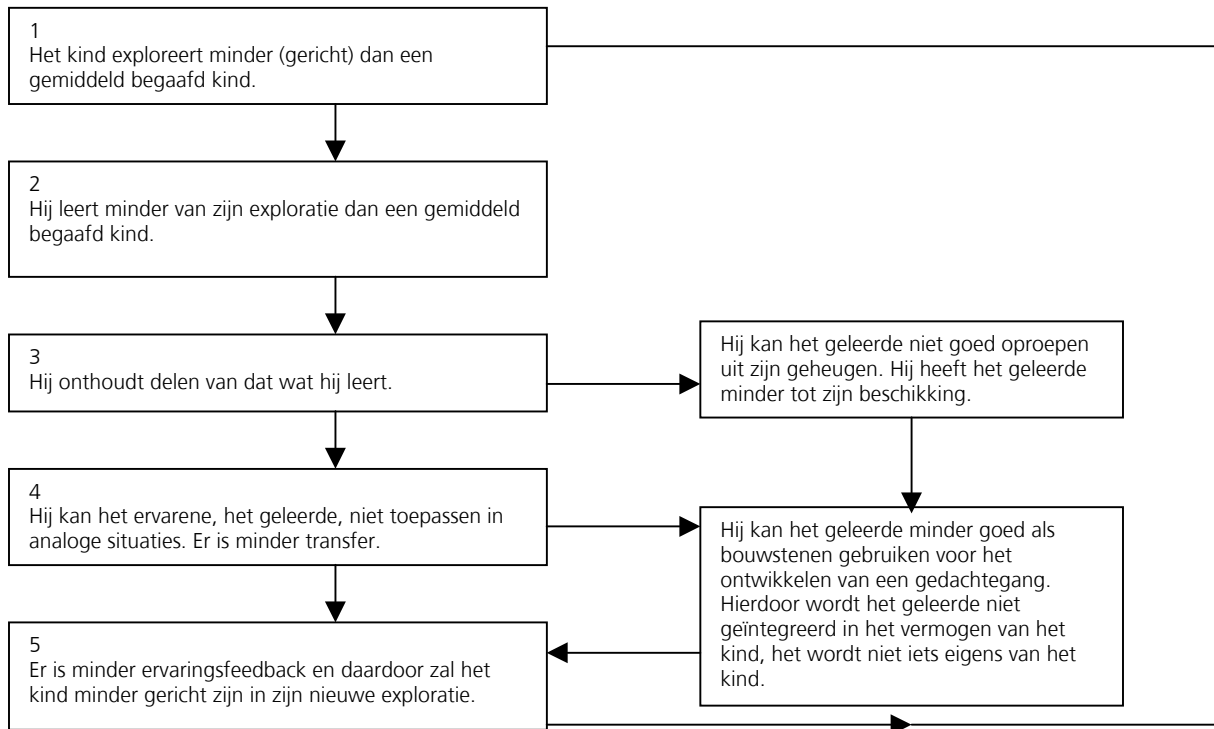 1
Het kind exploreert minder (gericht) dan een
gemiddeld begaafd kind.
2
Hij leert minder van zijn exploratie dan een gemiddeld
begaafd kind.
3
Hij onthoudt delen van dat wat hij leert.
Hij kan het geleerde niet goed oproepen
uit zijn geheugen. Hij heeft het geleerde
minder tot zijn beschikking.
4
Hij kan het ervarene, het geleerde, niet toepassen in
analoge situaties. Er is minder transfer.
Hij kan het geleerde minder goed als
bouwstenen gebruiken voor het
ontwikkelen van een gedachtegang.
Hierdoor wordt het geleerde niet
geïntegreerd in het vermogen van het
kind, het wordt niet iets eigens van het
kind.
5
Er is minder ervaringsfeedback en daardoor zal het
kind minder gericht zijn in zijn nieuwe exploratie.